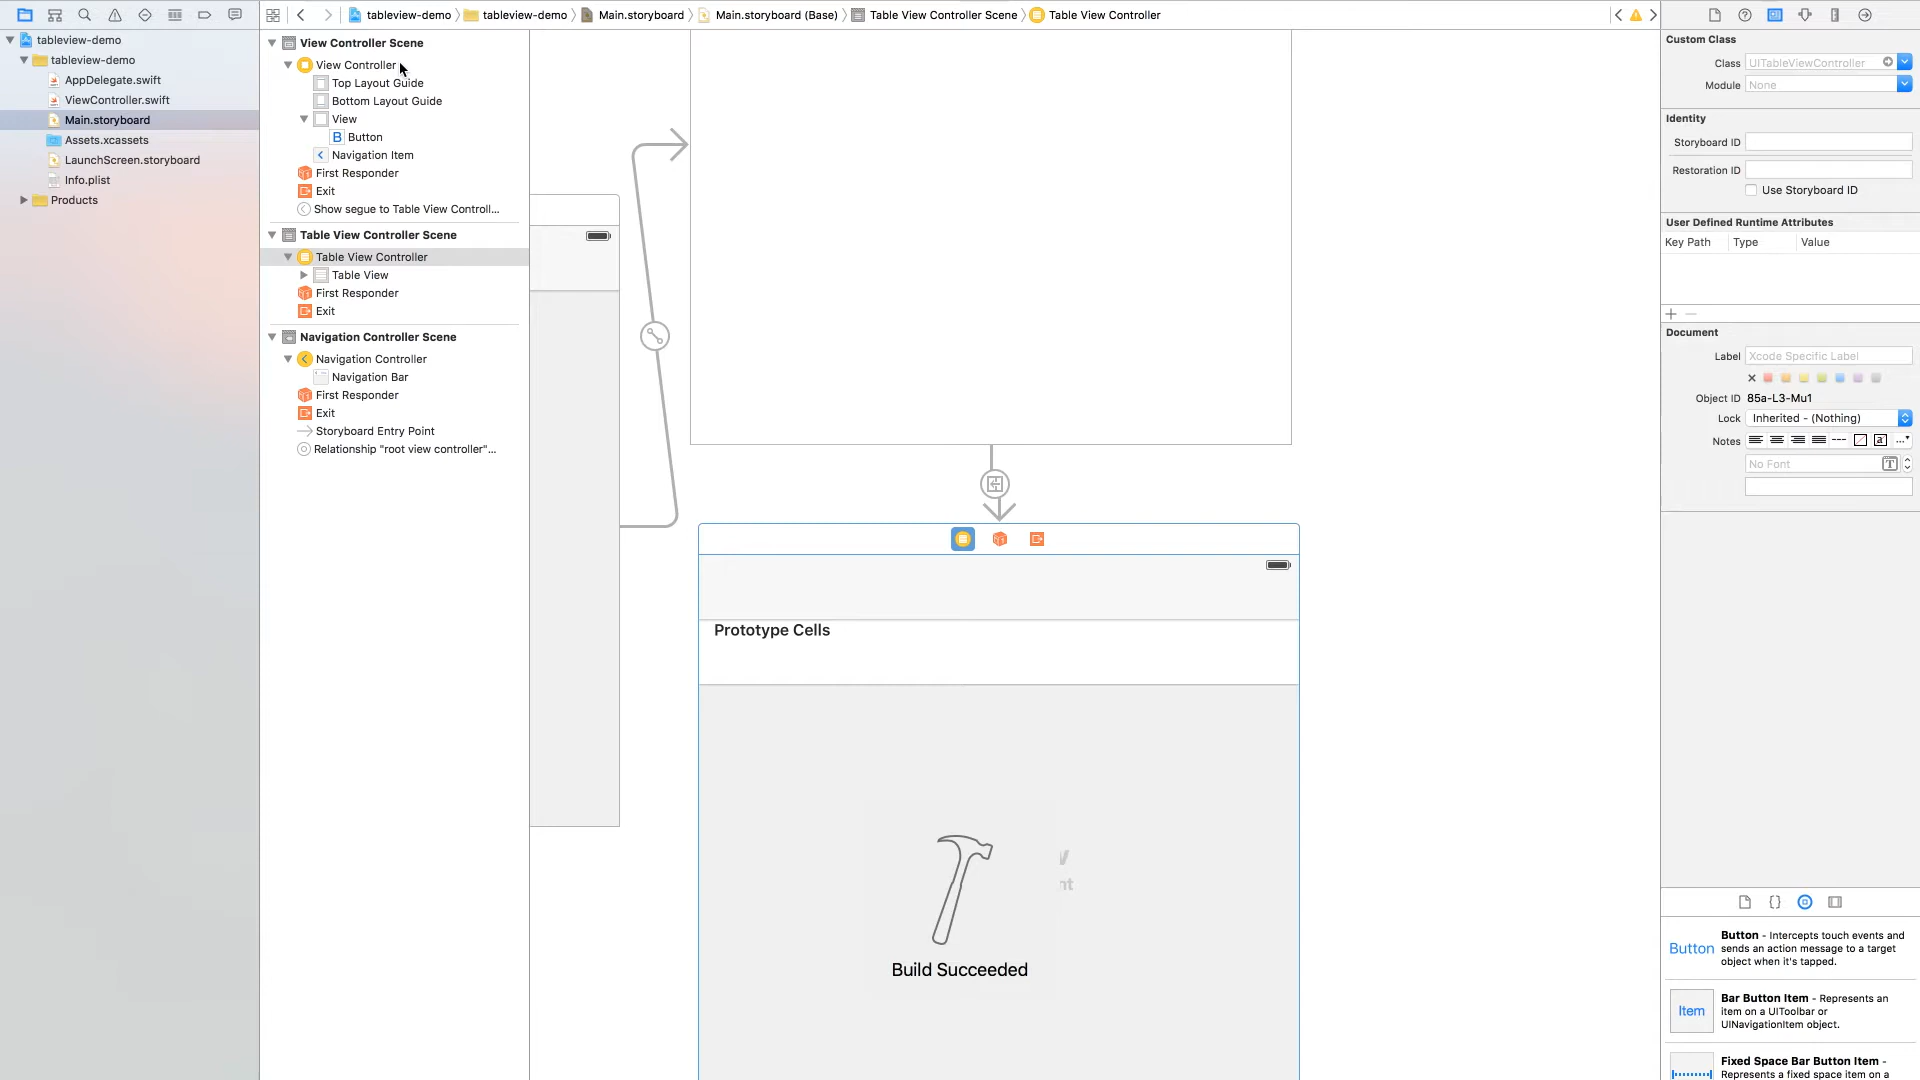 tableview-demo
tableview-demo
Main.storyboard
Main.storyboard (Base)
Table View Controller Scene
Table View Controller
tableview-demo
tableview-demo
AppDelegate.swift
ViewController.swift
Main.storyboard
Assets.xcassets
LaunchScreen.storyboard
Info.plist
Products
View Controller Scene
View Controller
Top Layout Guide
Bottom Layout Guide
View
B Button
Navigation Item
First Responder
Exit
Show segue to Table View Controll...
Table View Controller Scene
Table View Controller
Table View
First Responder
Exit
Navigation Controller Scene
Navigation Controller
Navigation Bar
First Responder
Exit
Storyboard Entry Point
Relationship "root view controller"...
Prototype Cells
Build Succeeded
Custom Class
Class UITableViewController
Module None
Identity
Storyboard ID
Restoration ID
Use Storyboard ID
User Defined Runtime Attributes
Key Path Type Value
Document
Label Xcode Specific Label
Object ID 85a-L3-Mu1
Lock Inherited - (Nothing)
Notes
No Font
Button
Button - Intercepts touch events and
sends an action message to a target
object when it's tapped.
Item
Bar Button Item - Represents an
item on a UIToolbar or
UINavigationItem object.
Fixed Space Bar Button Item -
Represents a fixed space item on a